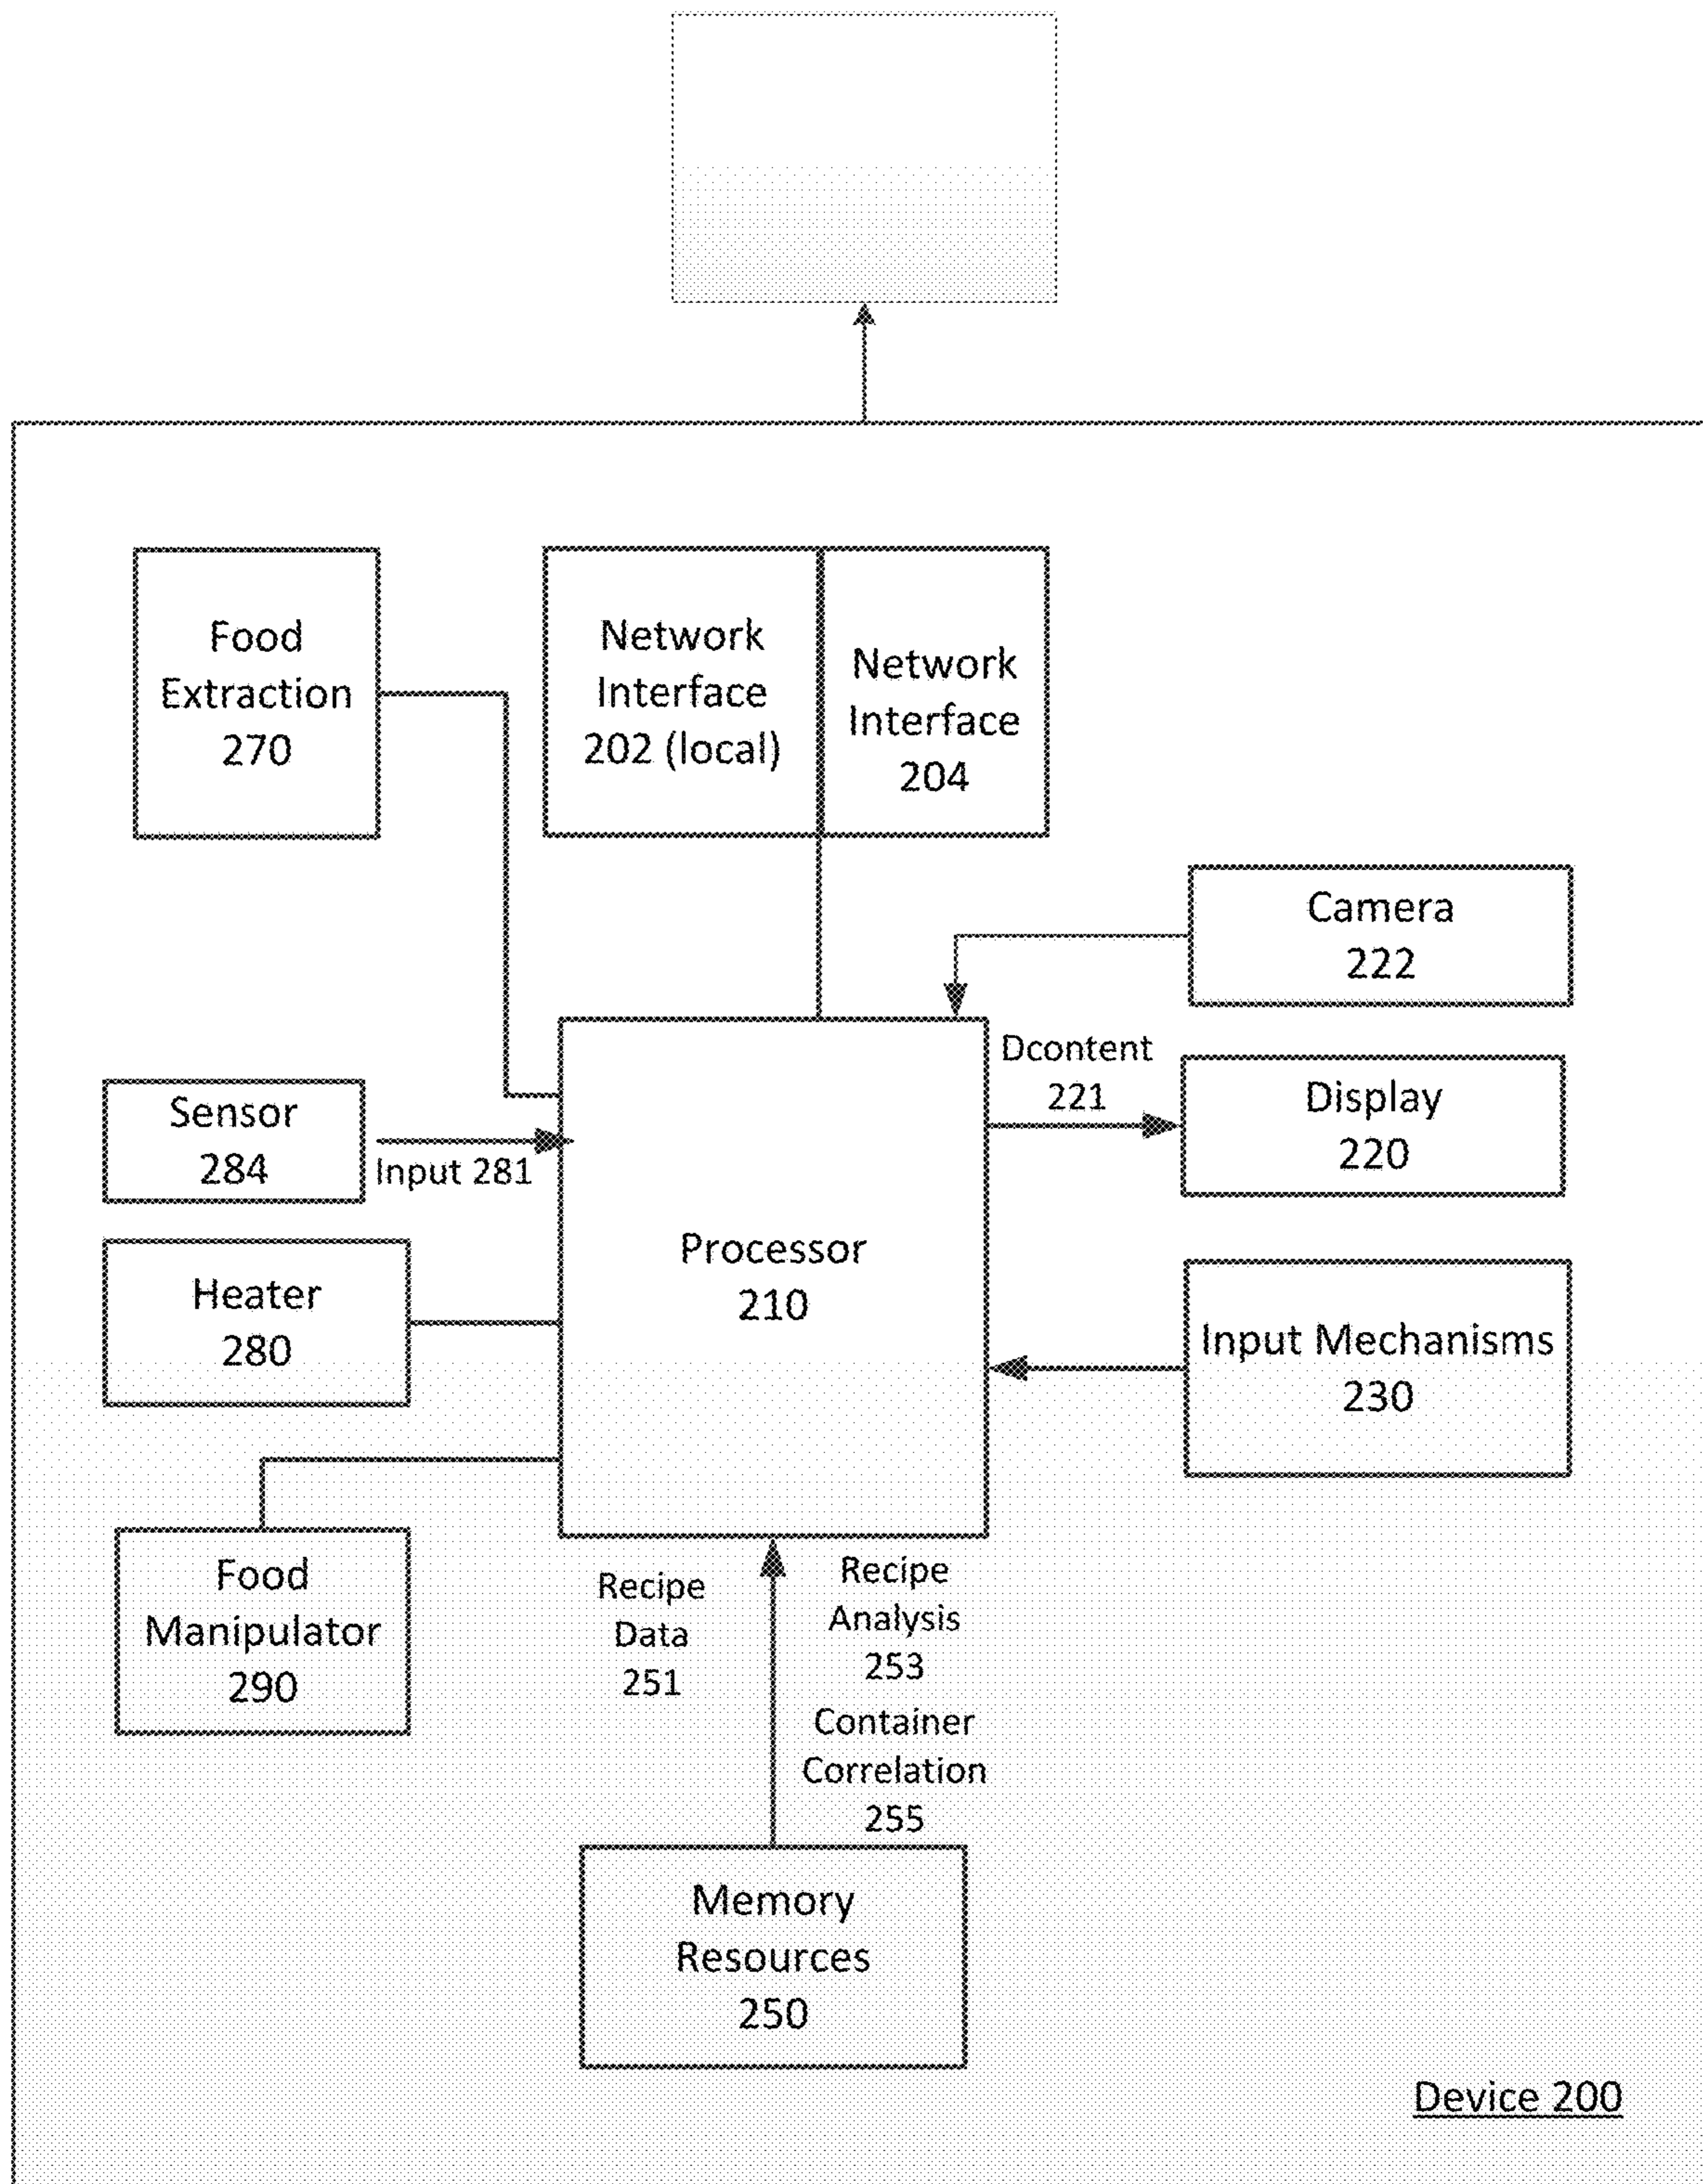 Food
Extraction
270
Network
Interface
202 (local)
Network
Interface
204
Camera
222
Dcontent
221
Display
220
Sensor
284
Input 281
Processor
210
Heater
280
Input Mechanisms
230
Food
Manipulator
290
Recipe
Data
251
Recipe
Analysis
253
Container
Correlation
255
Memory
Resources
250
Device 200